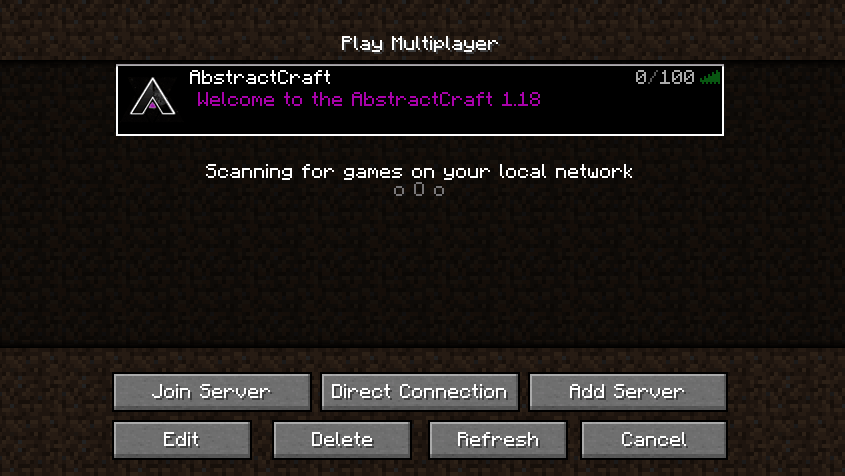 Play Multiplayer
AbstractCraft 0/100
Welcome to the AbstractCraft 1.18
Scanning for games on your local network
o O o
Join Server Direct Connection Add Server
Edit Delete Refresh Cancel